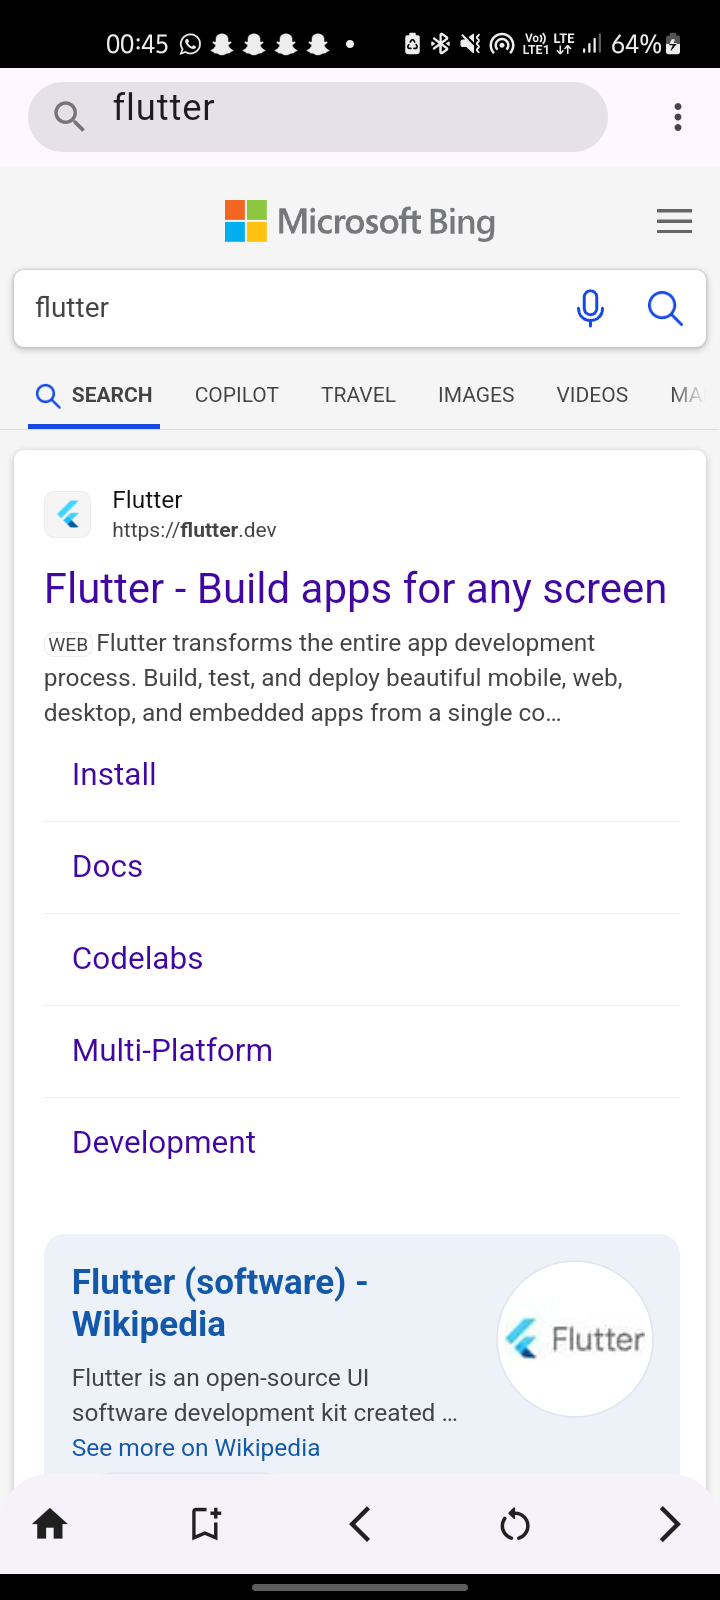 00:45
Vo)) LTE
LTE1
64%
flutter
Microsoft Bing
flutter
SEARCH COPILOT TRAVEL IMAGES VIDEOS MA
Flutter
https://flutter.dev
Flutter - Build apps for any screen
WEB Flutter transforms the entire app development
process. Build, test, and deploy beautiful mobile, web,
desktop, and embedded apps from a single co...
Install
Docs
Codelabs
Multi-Platform
Development
Flutter (software) -
Wikipedia
Flutter
Flutter is an open-source UI
software development kit created ...
See more on Wikipedia